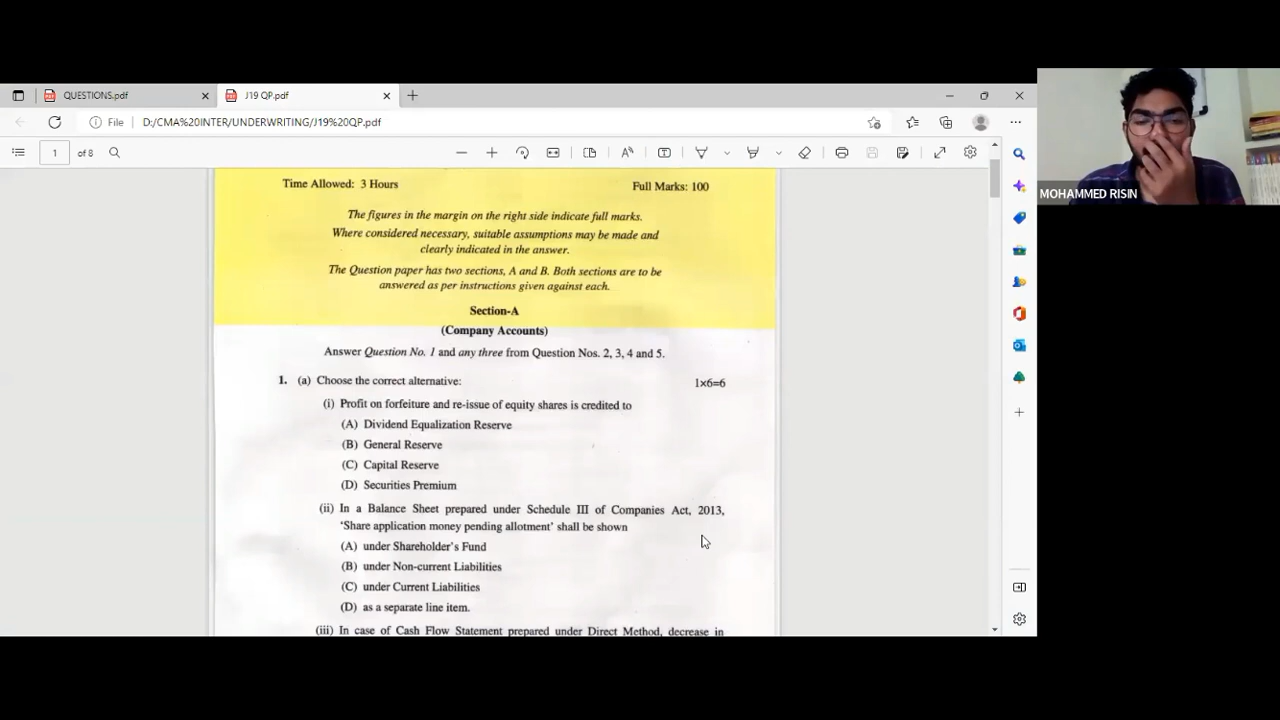 QUESTIONS.pdf
J19 QP.pdf
File
D:/CMA%20INTER/UNDERWRITING/J19%20QP.pdf
1 of 8
Time Allowed: 3 Hours Full Marks: 100
The figures in the margin on the right side indicate full marks.
Where considered necessary, suitable assumptions may be made and
clearly indicated in the answer.
The Question paper has two sections, A and B. Both sections are to be
answered as per instructions given against each.
Section-A
(Company Accounts)
Answer Question No. 1 and any three from Question Nos. 2, 3, 4 and 5.
1. (a) Choose the correct alternative: 1×6=6
(i) Profit on forfeiture and re-issue of equity shares is credited to
(A) Dividend Equalization Reserve
(B) General Reserve
(C) Capital Reserve
(D) Securities Premium
(ii) In a Balance Sheet prepared under Schedule III of Companies Act, 2013,
‘Share application money pending allotment’ shall be shown
(A) under Shareholder’s Fund
(B) under Non-current Liabilities
(C) under Current Liabilities
(D) as a separate line item.
(iii) In case of Cash Flow Statement prepared under Direct Method, decrease in
MOHAMMED RISIN